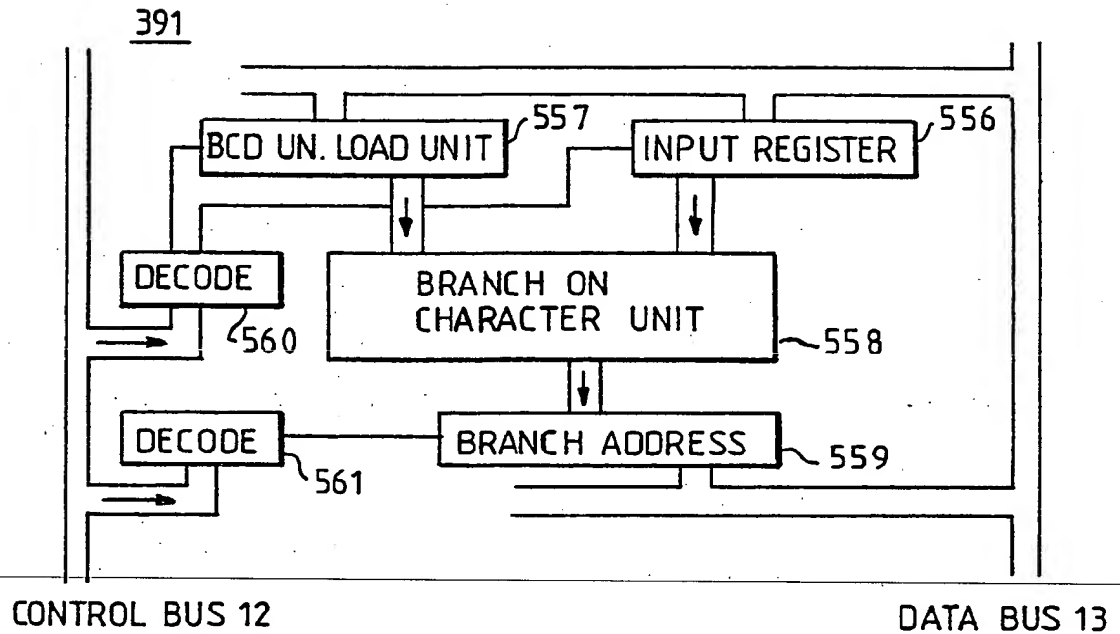 391
557
556
BCD UN. LOAD UNIT
INPUT REGISTER
DECODE
560
BRANCH ON
CHARACTER UNIT
558
DECODE
561
BRANCH ADDRESS
559
CONTROL BUS 12
DATA BUS 13